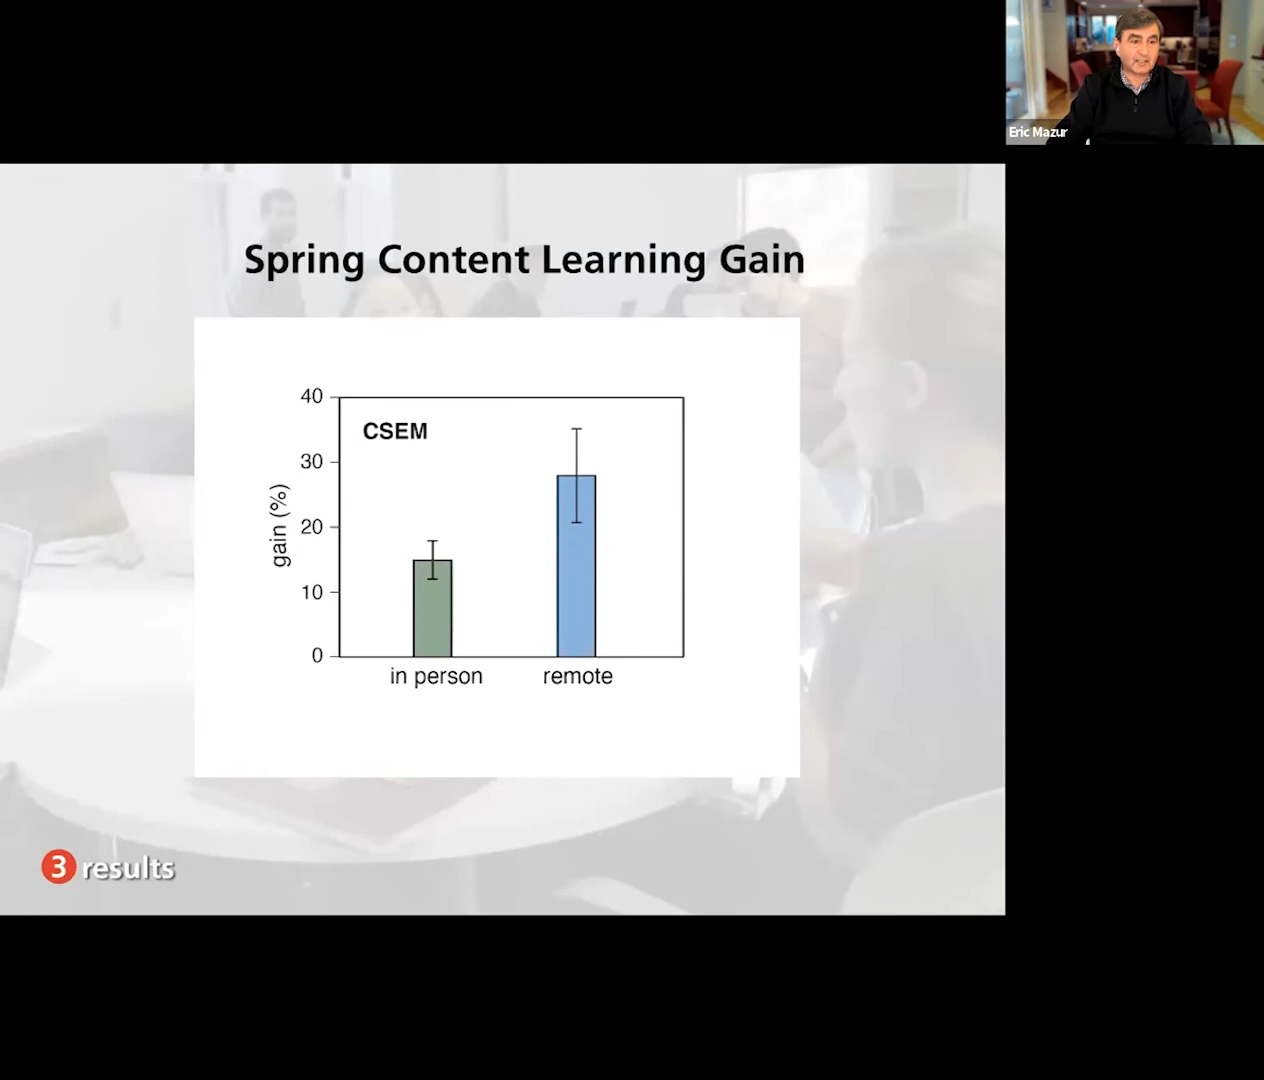 Eric Mazur
Spring Content Learning Gain
40
CSEM
30
20
10
0
gain (%)
in person
remote
3 results